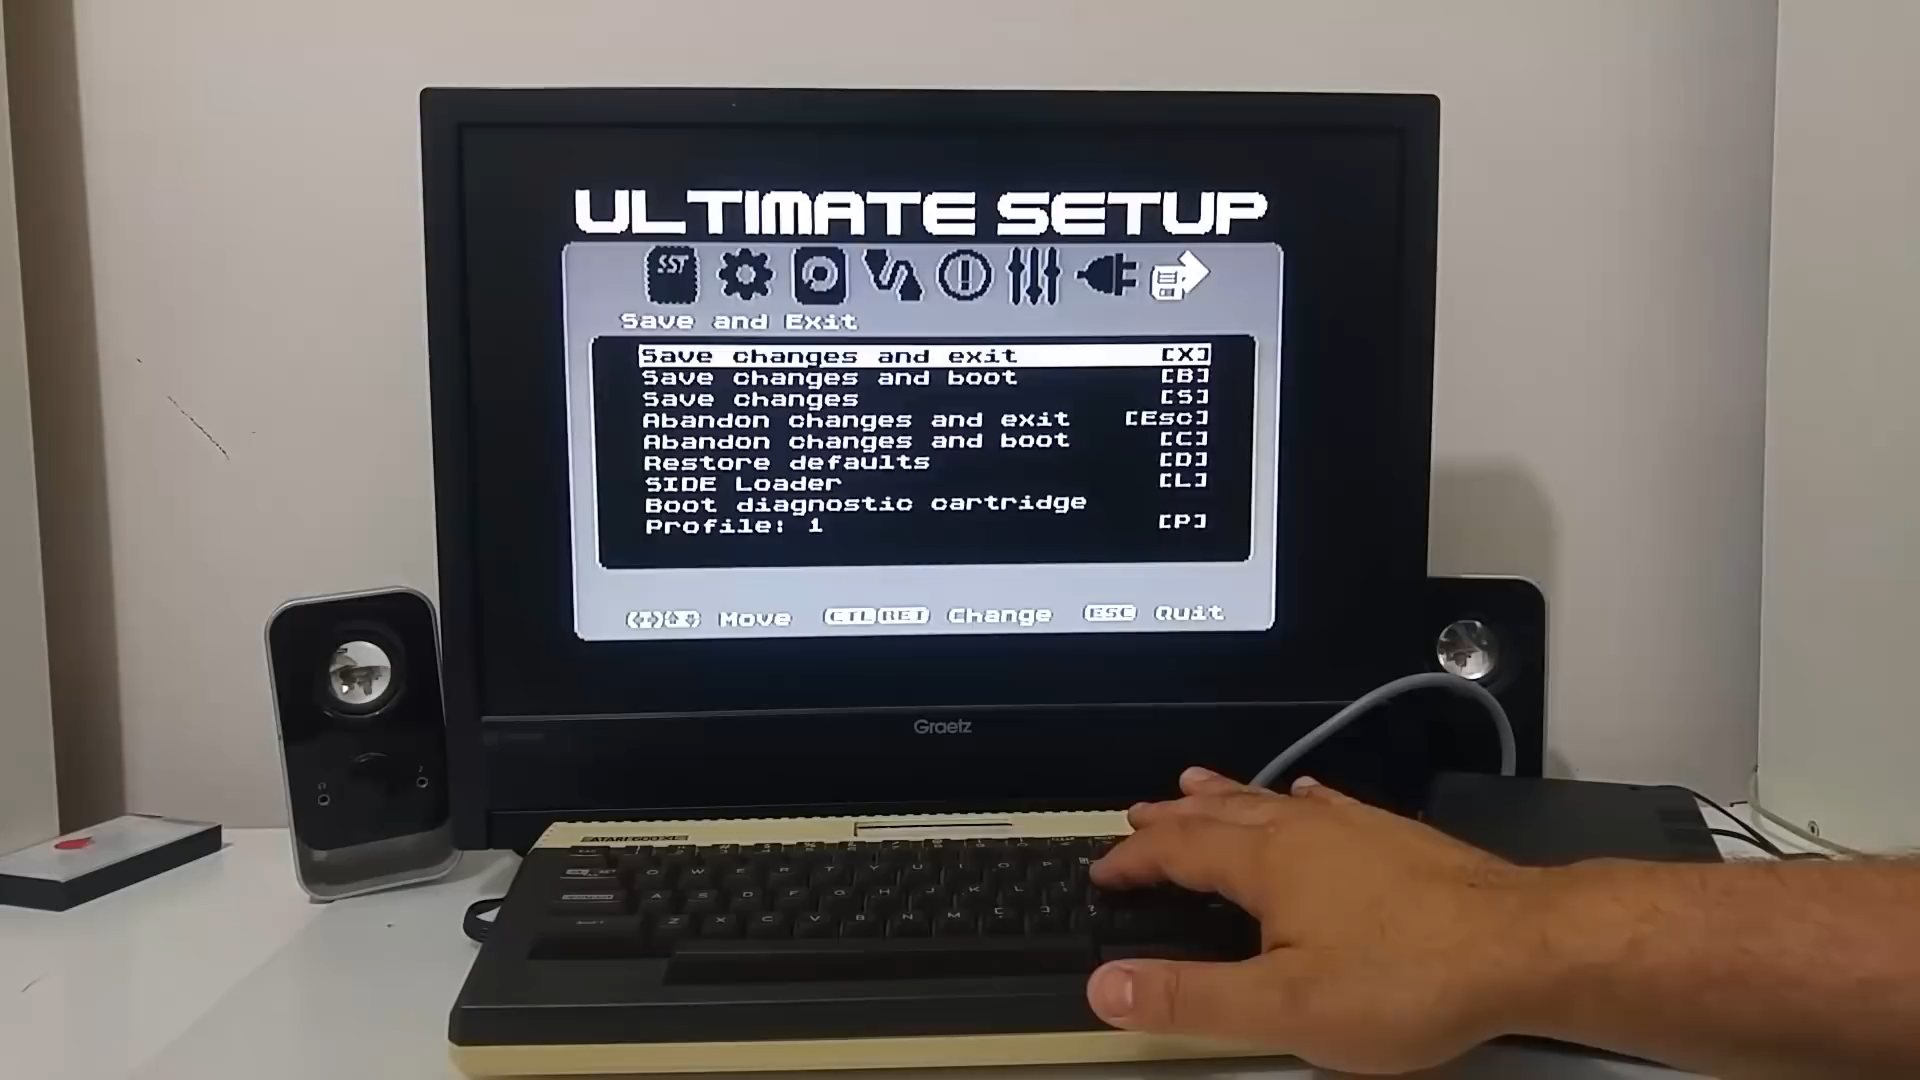 ULTIMATE SETUP
SST
Save and Exit
Save changes and exit [X]
Save changes and boot [B]
Save changes [S]
Abandon changes and exit [Esc]
Abandon changes and boot [C]
Restore defaults [D]
SIDE Loader [L]
Boot diagnostic cartridge
Profile: 1 [P]
Move CTL RET Change ESC Quit
Graetz
ATARI 600XL
W E R T Y U I O P
A S D F G H J K L
Z X C V B N M [ ] ?